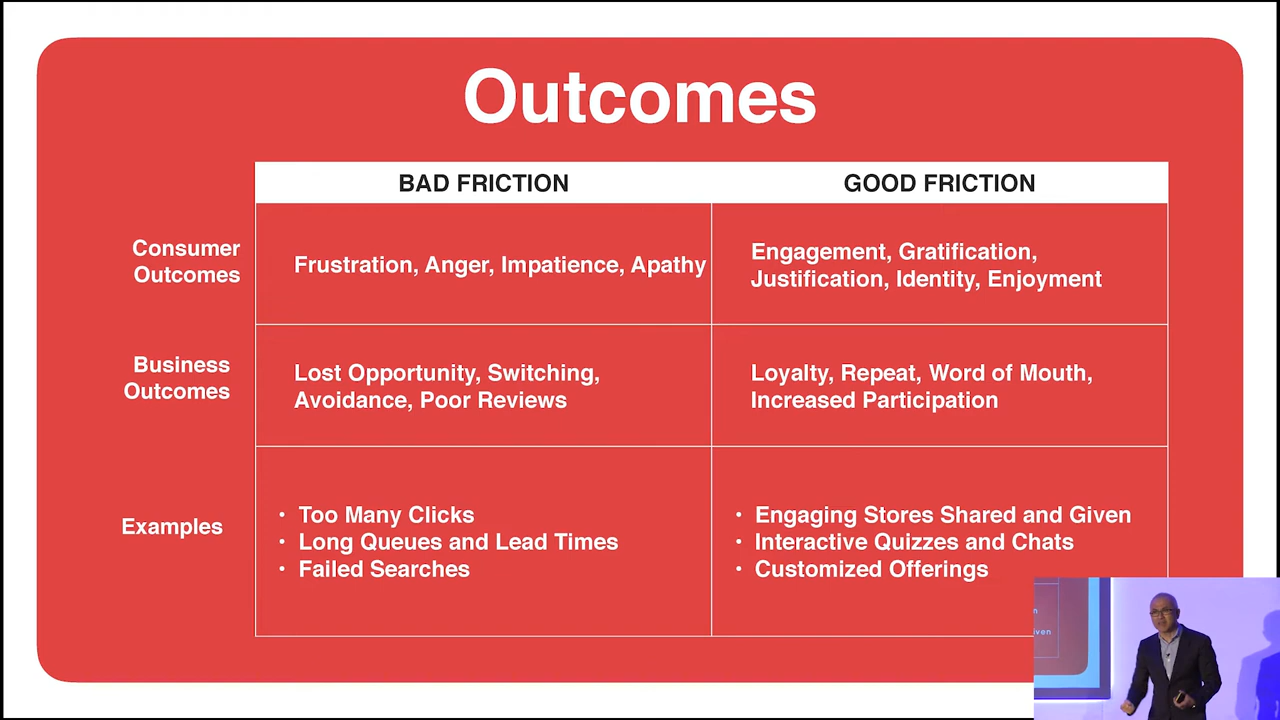 Outcomes
BAD FRICTION
GOOD FRICTION
Consumer
Outcomes
Frustration, Anger, Impatience, Apathy
Engagement, Gratification,
Justification, Identity, Enjoyment
Business
Outcomes
Lost Opportunity, Switching,
Avoidance, Poor Reviews
Loyalty, Repeat, Word of Mouth,
Increased Participation
Examples
• Too Many Clicks
• Long Queues and Lead Times
• Failed Searches
• Engaging Stores Shared and Given
• Interactive Quizzes and Chats
• Customized Offerings